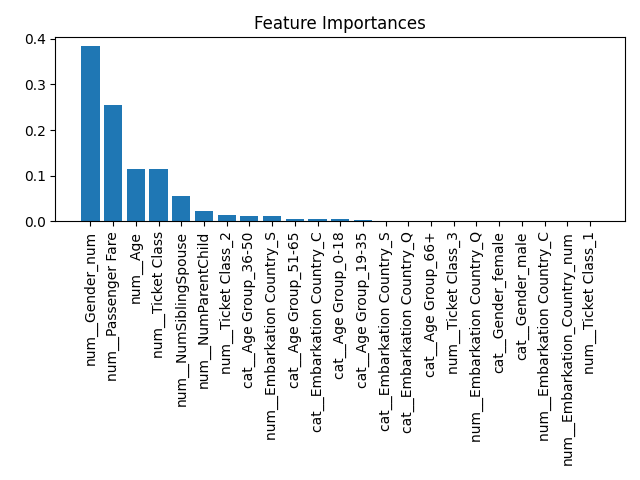 Feature Importances
0.4
0.3
0.2
0.1
0.0
num__Gender_num
num__Passenger Fare
num__Age
num__Ticket Class
num__NumSiblingSpouse
num__NumParentChild
num__Ticket Class_2
cat__Age Group_36-50
num__Embarkation Country_S
cat__Age Group_51-65
cat__Embarkation Country_C
cat__Age Group_0-18
cat__Age Group_19-35
cat__Embarkation Country_S
cat__Embarkation Country_Q
cat__Age Group_66+
num__Ticket Class_3
num__Embarkation Country_Q
cat__Gender_female
cat__Gender_male
num__Embarkation Country_C
num__Embarkation_Country_num
num__Ticket Class_1